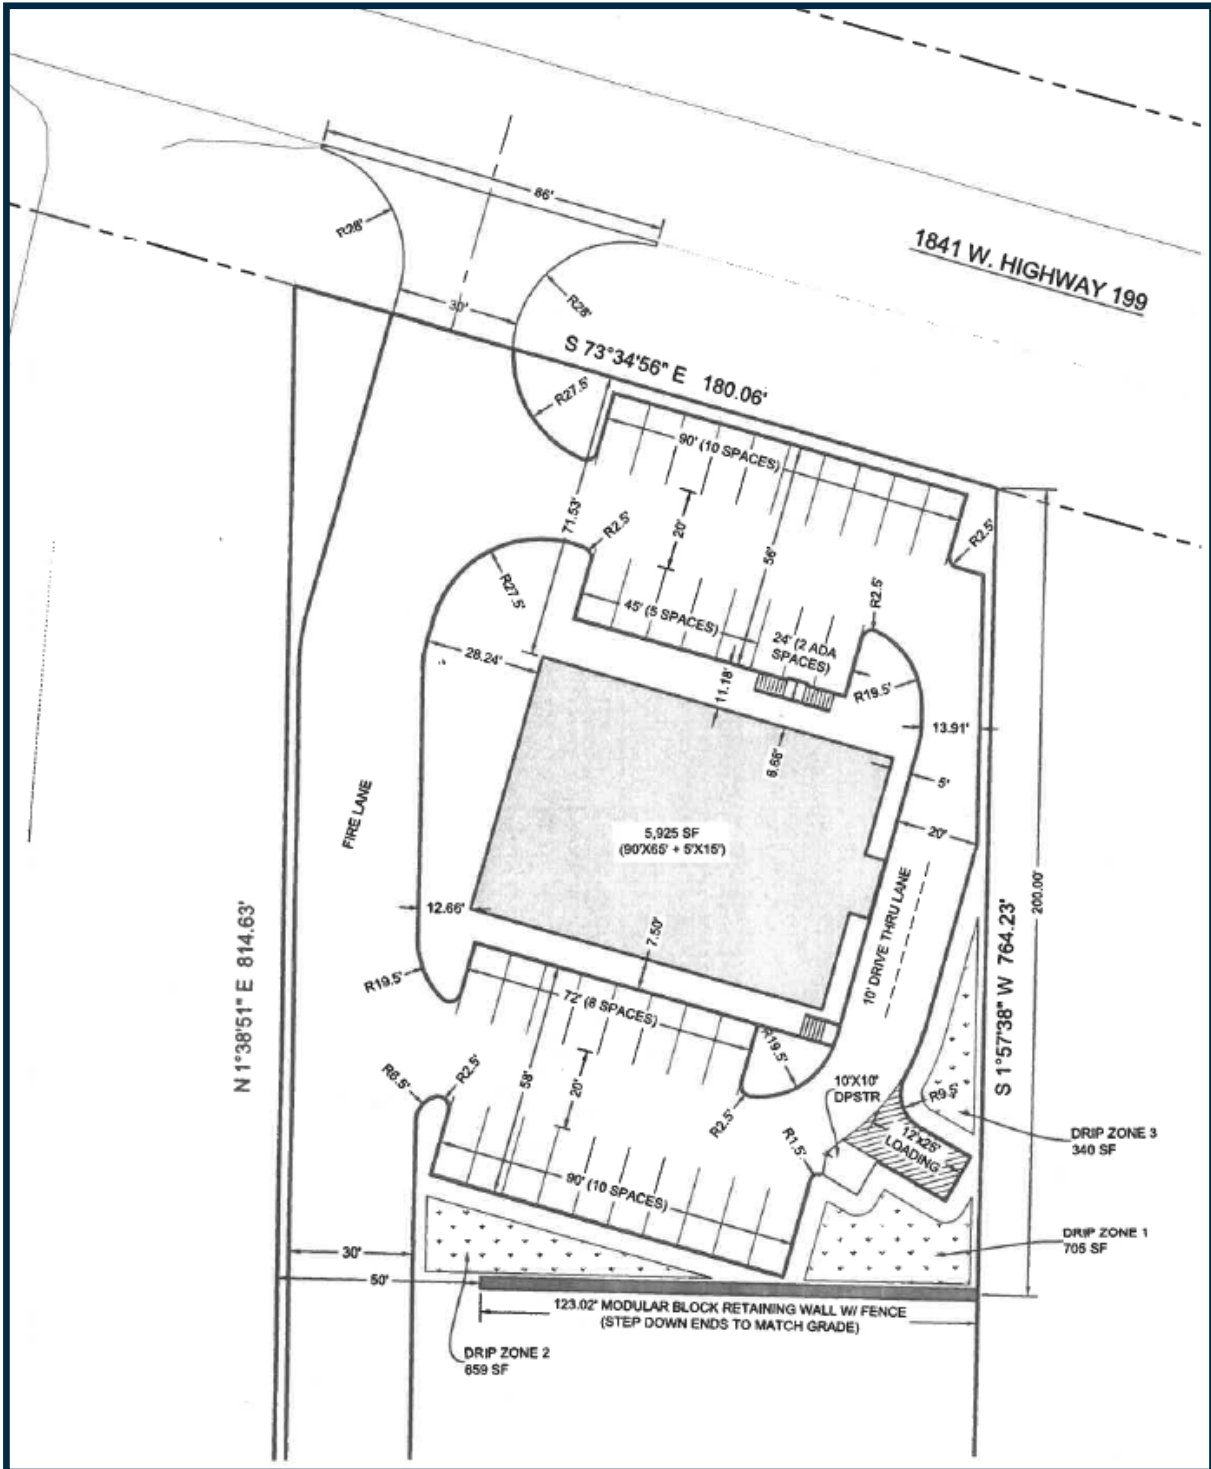 86'
R28'
1841 W. HIGHWAY 199
30'
R28'
S 73°34'56" E 180.06'
R27.5'
90' (10 SPACES)
71.53'
R2.5'
20'
56'
R2.5'
R27.5'
45' (5 SPACES)
R2.5'
24' (2 ADA
SPACES)
28.24'
11.18'
R19.5'
13.91'
6.66'
5'
FIRE LANE
5,925 SF
(90'X65' + 5'X15')
20'
10' DRIVE THRU LANE
200.00'
12.66'
7.50'
N 1°38'51" E 814.63'
S 1°57'38" W 764.23'
R19.5'
72' (8 SPACES)
R19.5'
58'
20'
R6.5'
R2.5'
R2.5'
10'X10'
DPSTR
R9.5'
12'x25'
LOADING
R1.5'
DRIP ZONE 3
340 SF
90' (10 SPACES)
DRIP ZONE 1
705 SF
30'
50'
123.02' MODULAR BLOCK RETAINING WALL W/ FENCE
(STEP DOWN ENDS TO MATCH GRADE)
DRIP ZONE 2
659 SF